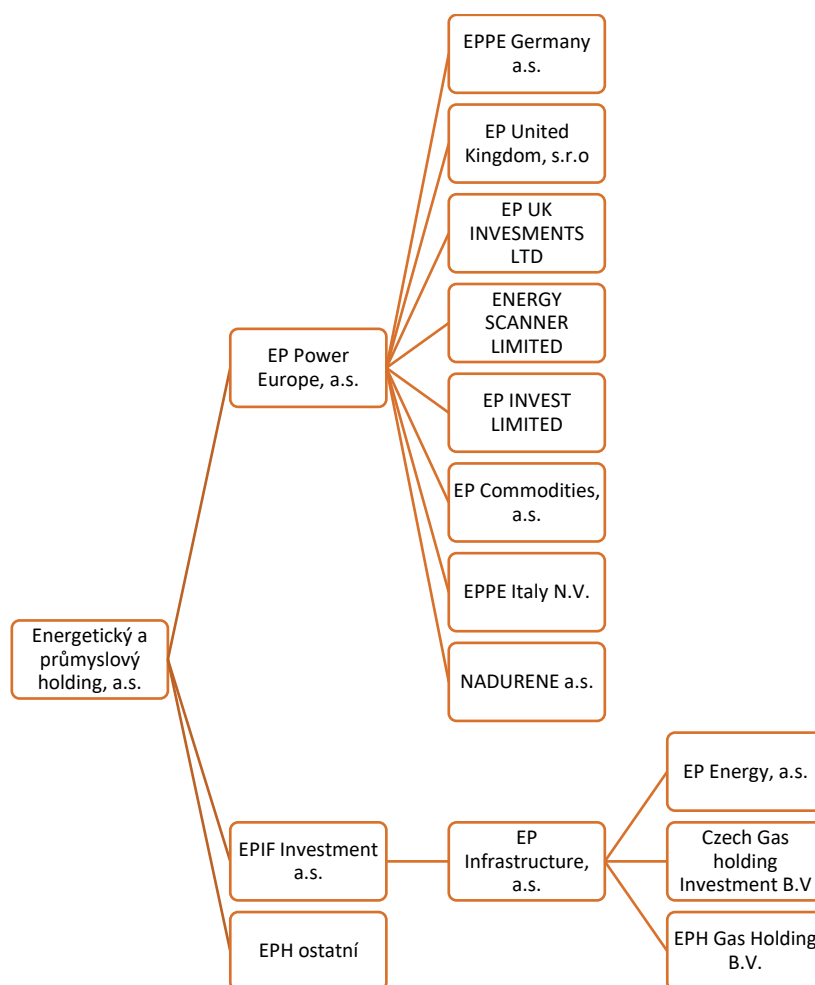 EPPE Germany
a.s.
EP United
Kingdom, s.r.o
EP UK
INVESMENTS
LTD
ENERGY
SCANNER
LIMITED
EP Power
Europe, a.s.
EP INVEST
LIMITED
EP Commodities,
a.s.
EPPE Italy N.V.
Energetický a
průmyslový
holding, a.s.
NADURENE a.s.
EP Energy, a.s.
EPIF Investment
a.s.
EP
Infrastructure,
a.s.
Czech Gas
holding
Investment B.V
EPH ostatní
EPH Gas Holding
B.V.